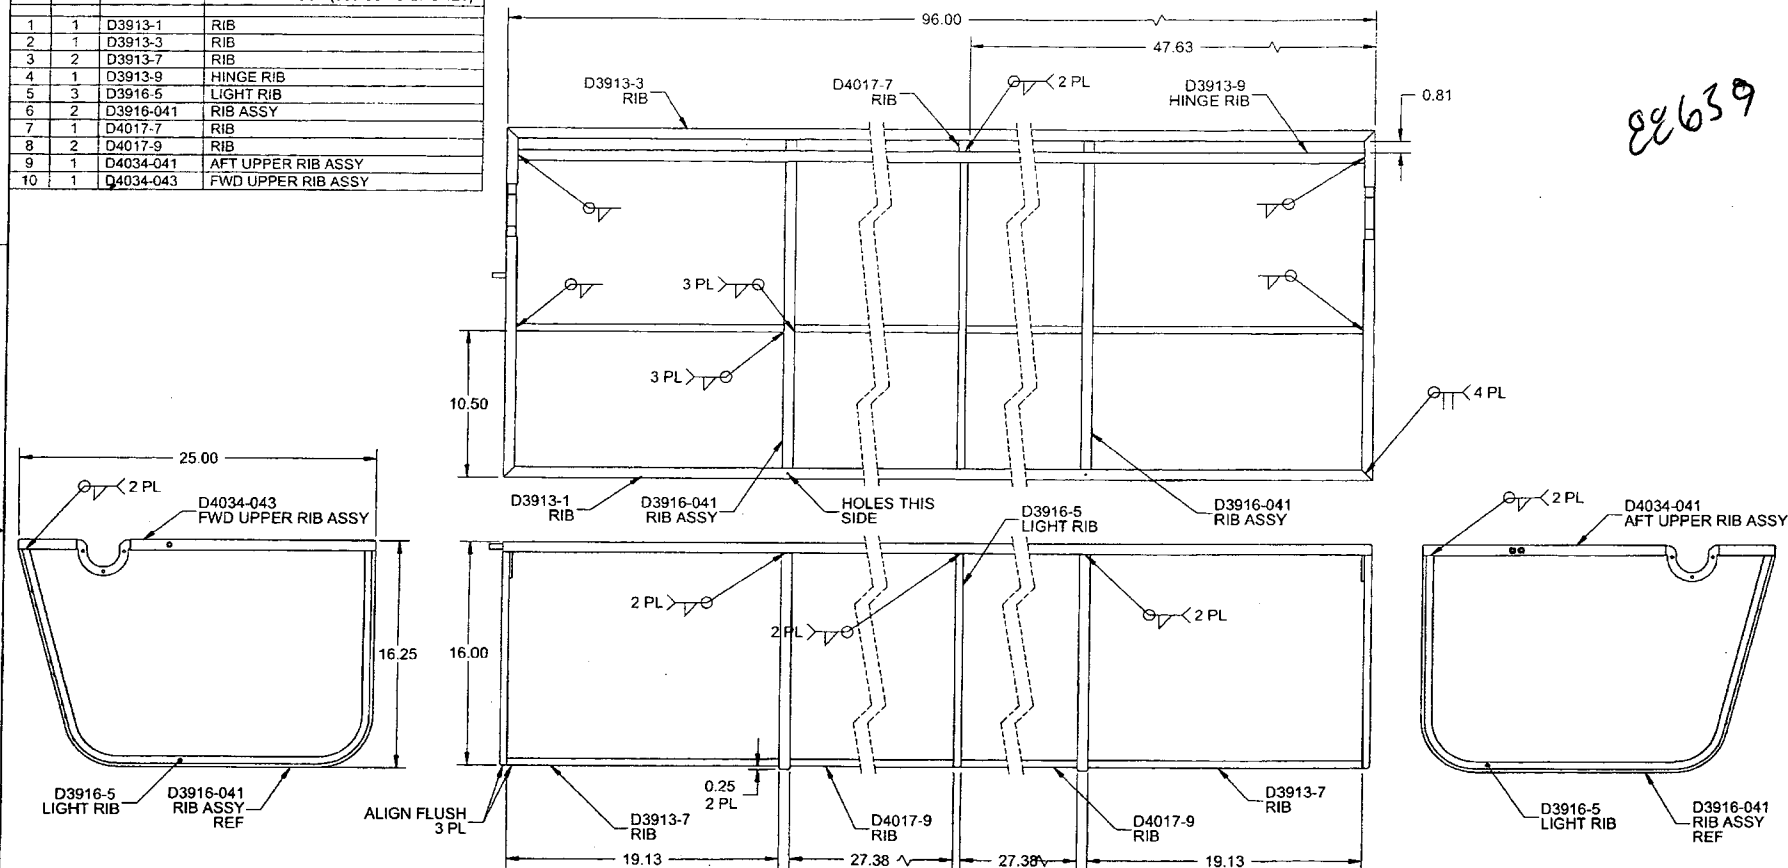 1 1 D3913-1 RIB
2 1 D3913-3 RIB
3 2 D3913-7 RIB
4 1 D3913-9 HINGE RIB
5 3 D3916-5 LIGHT RIB
6 2 D3916-041 RIB ASSY
7 1 D4017-7 RIB
8 2 D4017-9 RIB
9 1 D4034-041 AFT UPPER RIB ASSY
10 1 D4034-043 FWD UPPER RIB ASSY
96.00
47.63
D3913-3
RIB
D4017-7
RIB
2 PL
D3913-9
HINGE RIB
0.81
3 PL
3 PL
10.50
4 PL
D3913-1
RIB
D3916-041
RIB ASSY
HOLES THIS
SIDE
D3916-041
RIB ASSY
25.00
2 PL
D4034-043
FWD UPPER RIB ASSY
16.25
D3916-5
LIGHT RIB
D3916-041
RIB ASSY
REF
D3916-5
LIGHT RIB
16.00
2 PL
2 PL
2 PL
ALIGN FLUSH
3 PL
D3913-7
RIB
0.25
2 PL
D4017-9
RIB
D4017-9
RIB
D3913-7
RIB
19.13
27.38
27.38
19.13
2 PL
D4034-041
AFT UPPER RIB ASSY
D3916-5
LIGHT RIB
D3916-041
RIB ASSY
REF